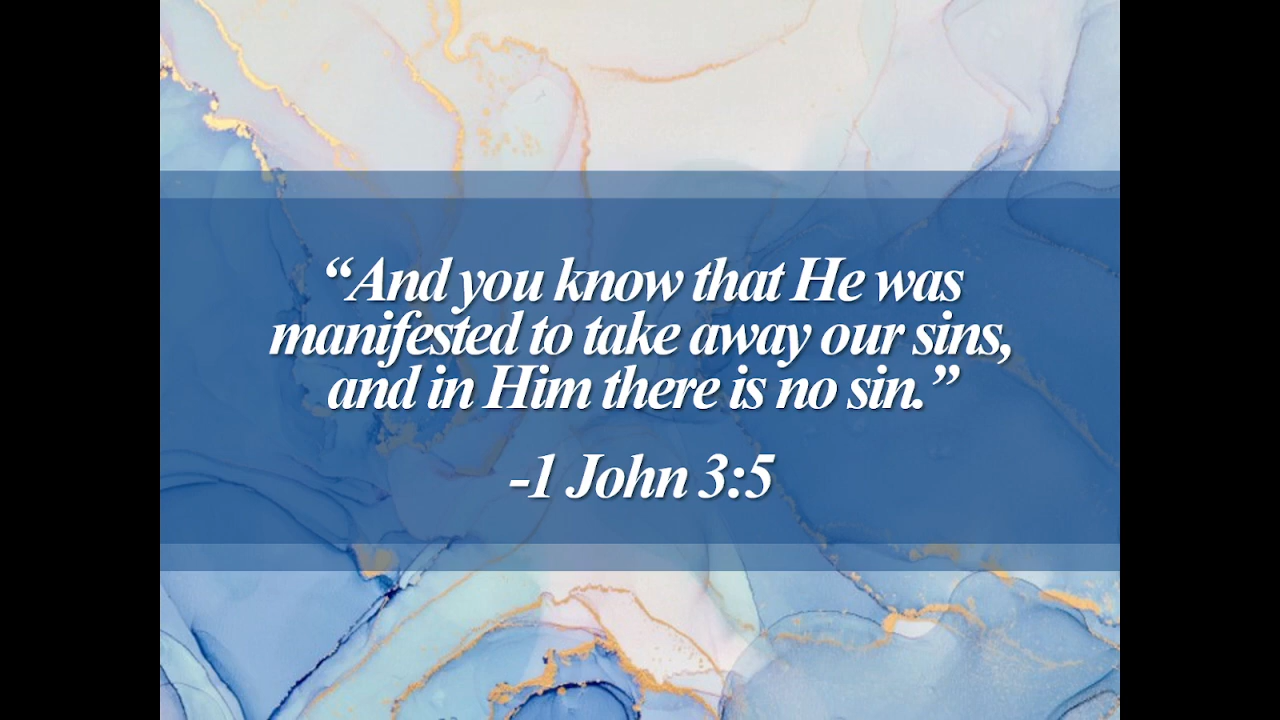 “And you know that He was
manifested to take away our sins,
and in Him there is no sin.”
-1 John 3:5